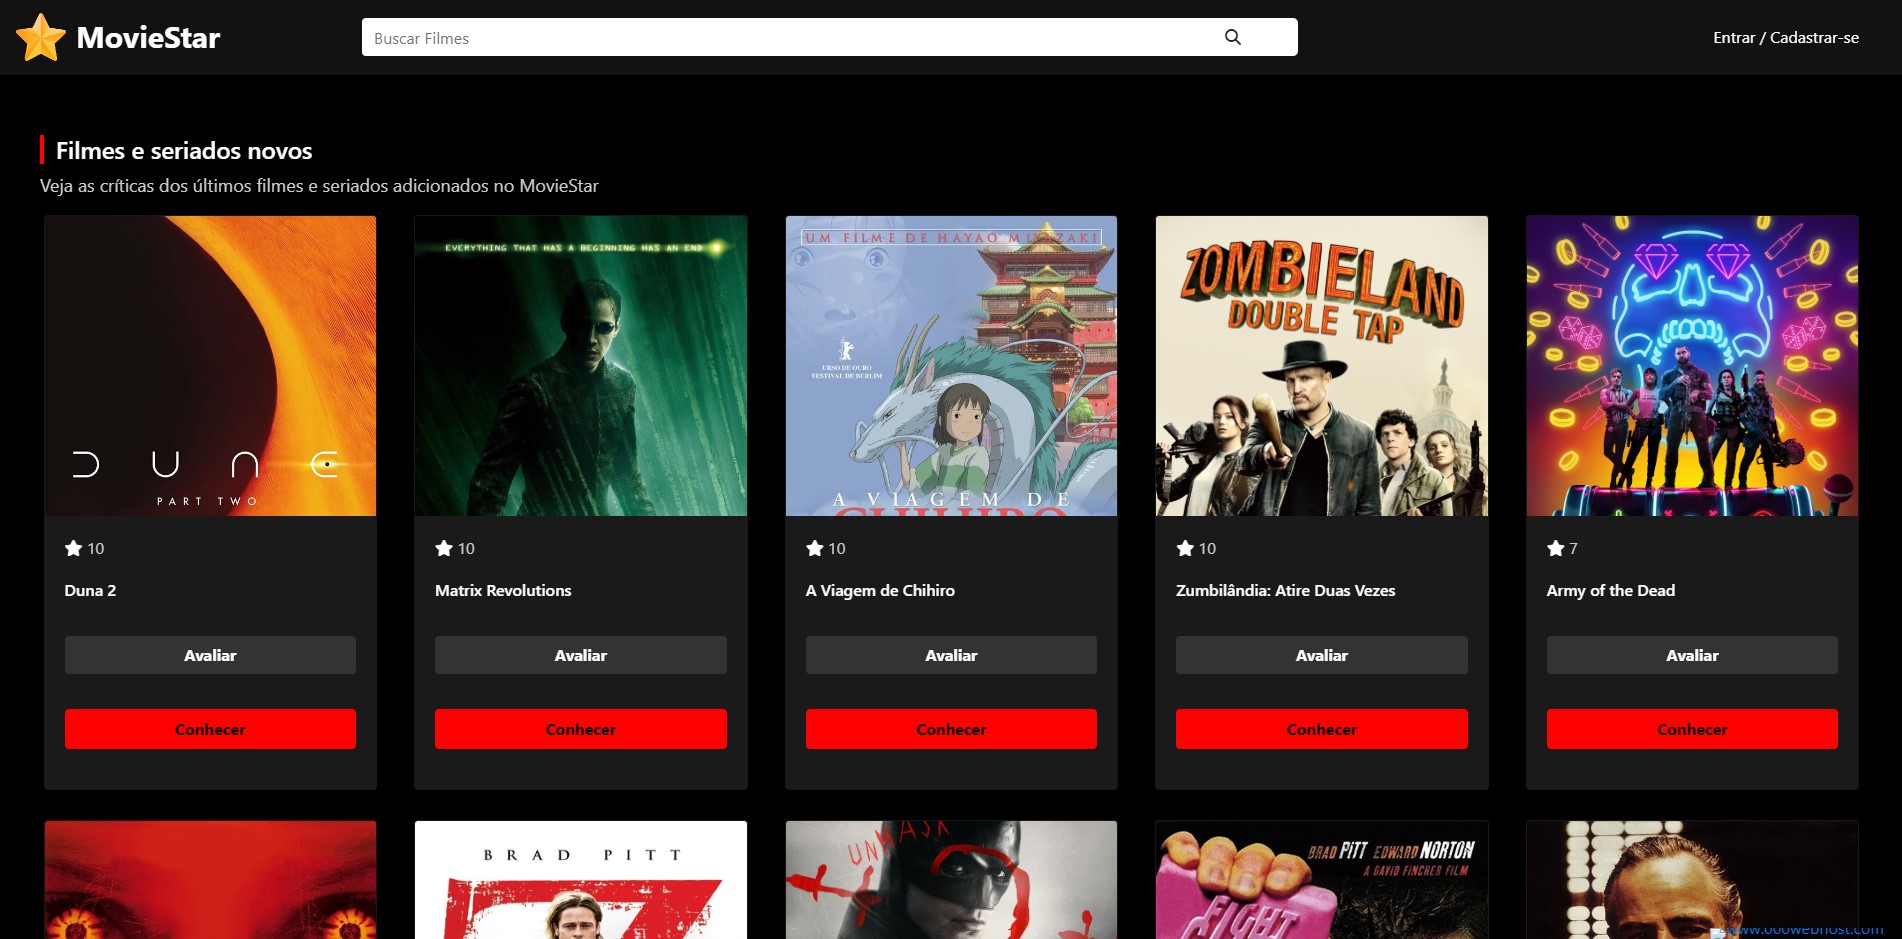 MovieStar
Buscar Filmes
Entrar / Cadastrar-se
Filmes e seriados novos
Veja as críticas dos últimos filmes e seriados adicionados no MovieStar
DUNE
PART TWO
EVERYTHING THAT HAS A BEGINNING HAS AN END
UM FILME DE HAYAO MIYAZAKI
URSO DE OURO
FESTIVAL DE BERLIM
A VIAGEM DE
CHIHIRO
ZOMBIELAND
DOUBLE TAP
10
10
10
10
7
Duna 2
Matrix Revolutions
A Viagem de Chihiro
Zumbilândia: Atire Duas Vezes
Army of the Dead
Avaliar
Avaliar
Avaliar
Avaliar
Avaliar
Conhecer
Conhecer
Conhecer
Conhecer
Conhecer
BRAD PITT
UNMASK
BRAD PITT EDWARD NORTON
A DAVID FINCHER FILM
FIGHT
www.000webhost.com